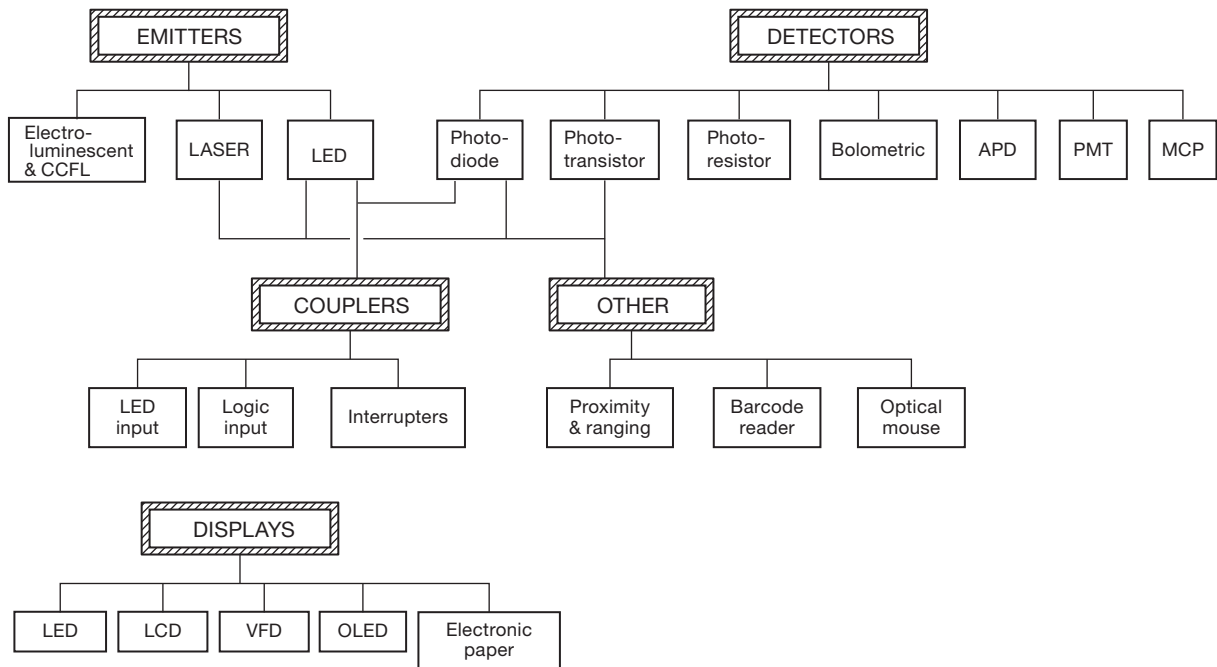 EMITTERS
DETECTORS
Electro-
luminescent
& CCFL
LASER
LED
Photo-
diode
Photo-
transistor
Photo-
resistor
Bolometric
APD
PMT
MCP
COUPLERS
OTHER
LED
input
Logic
input
Interrupters
Proximity
& ranging
Barcode
reader
Optical
mouse
DISPLAYS
LED
LCD
VFD
OLED
Electronic
paper